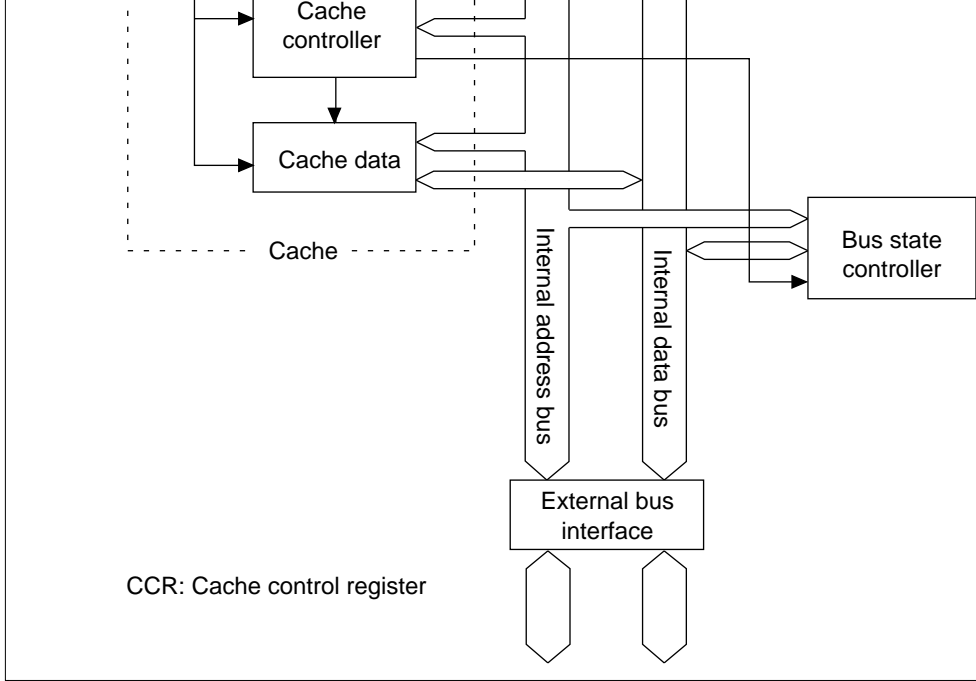 Cache
controller
Cache data
Cache
Bus state
controller
Internal address bus
Internal data bus
External bus
interface
CCR: Cache control register